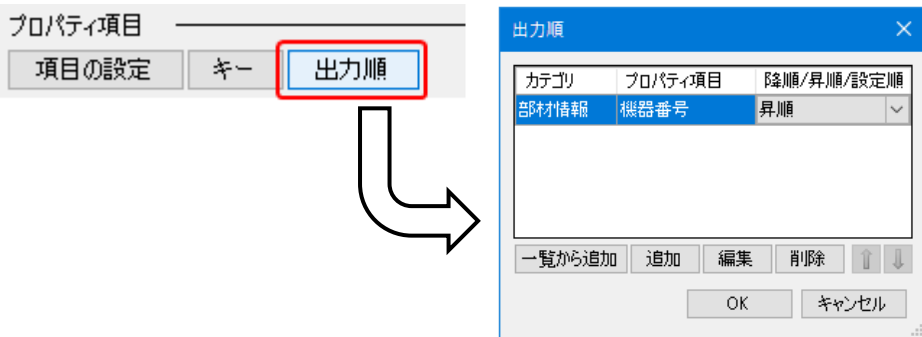 プロパティ項目
項目の設定 キー 出力順
出力順
カテゴリ プロパティ項目 降順/昇順/設定順
部材情報 機器番号 昇順
一覧から追加 追加 編集 削除
OK キャンセル